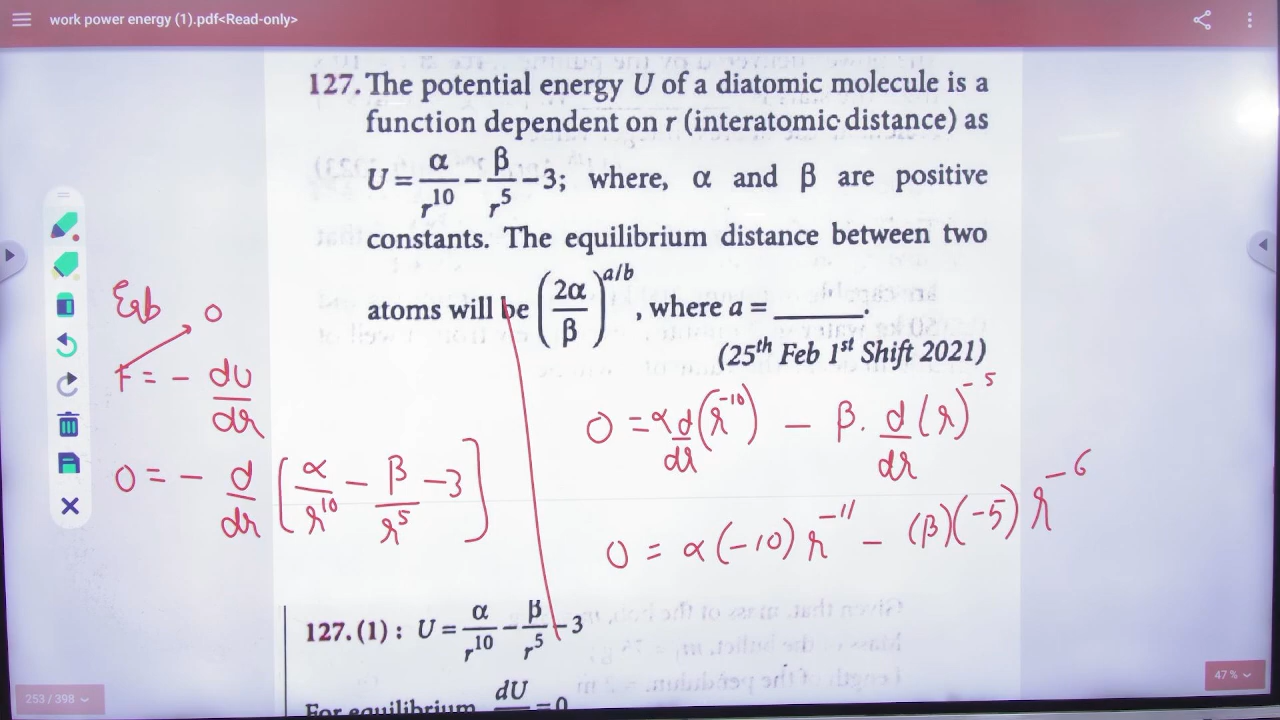 work power energy (1).pdf<Read-only>
127. The potential energy U of a diatomic molecule is a
function dependent on r (interatomic distance) as
U = α/r^10 − β/r^5 − 3; where, α and β are positive
constants. The equilibrium distance between two
atoms will be (2α/β)^a/b, where a = ______.
(25th Feb 1st Shift 2021)
Eqb 0
F = − dU/dr
0 = − d/dr [α/r^10 − β/r^5 − 3]
0 = α d/dr (r^−10) − β. d/dr (r)^−5
0 = α(−10) r^−11 − (β)(−5) r^−6
127. (1) : U = α/r^10 − β/r^5 − 3
For equilibrium, dU = 0
253 / 398
47 %